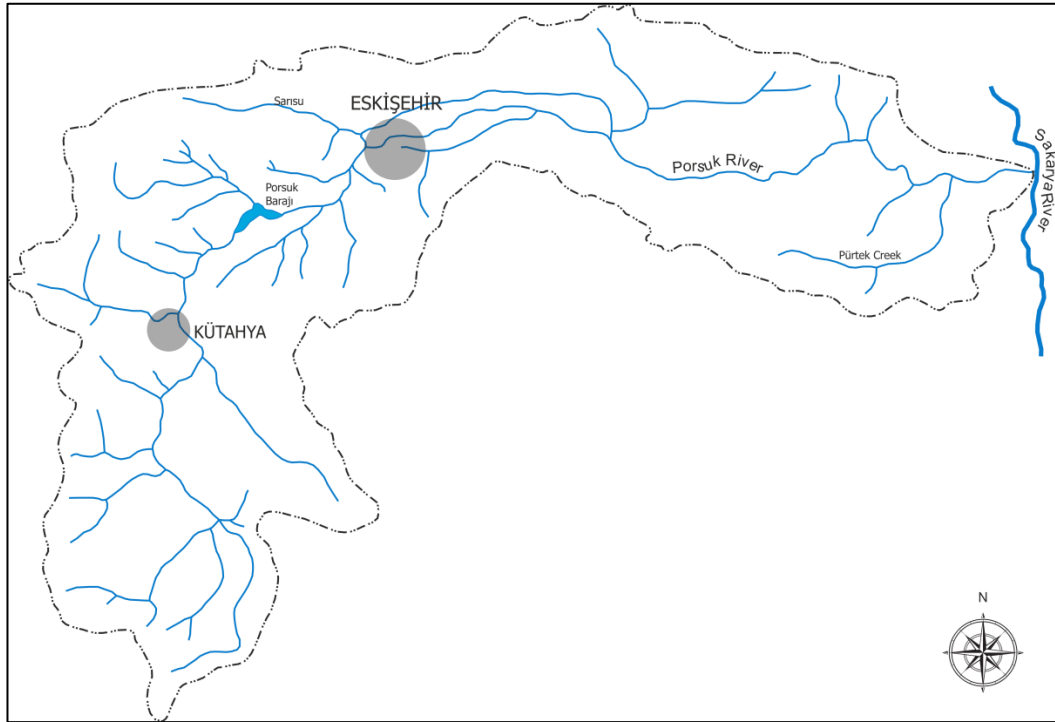 Sarısu
ESKİŞEHİR
Porsuk
Barajı
Porsuk River
Sakarya River
Pürtek Creek
KÜTAHYA
N